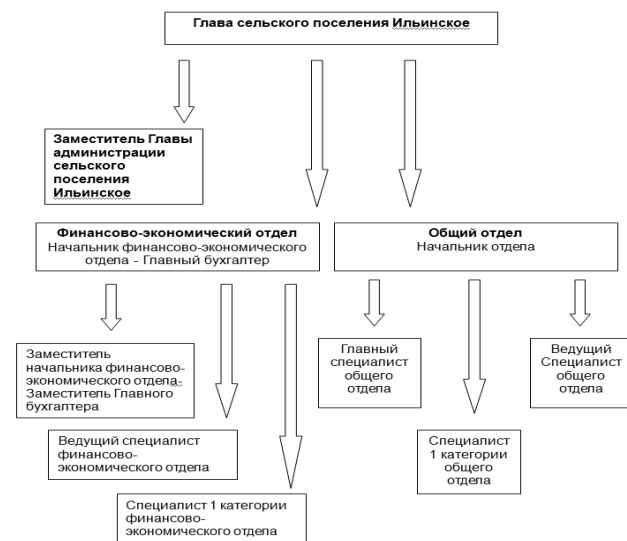 Глава сельского поселения Ильинское
Заместитель Главы
администрации
сельского
поселения
Ильинское
Финансово-экономический отдел
Начальник финансово-экономического
отдела - Главный бухгалтер
Общий отдел
Начальник отдела
Заместитель
начальника финансово-
экономического отдела-
Заместитель Главного
бухгалтера
Главный
специалист
общего
отдела
Ведущий
Специалист
общего
отдела
Ведущий специалист
финансово-
экономического отдела
Специалист
1 категории
общего
отдела
Специалист 1 категории
финансово-
экономического отдела